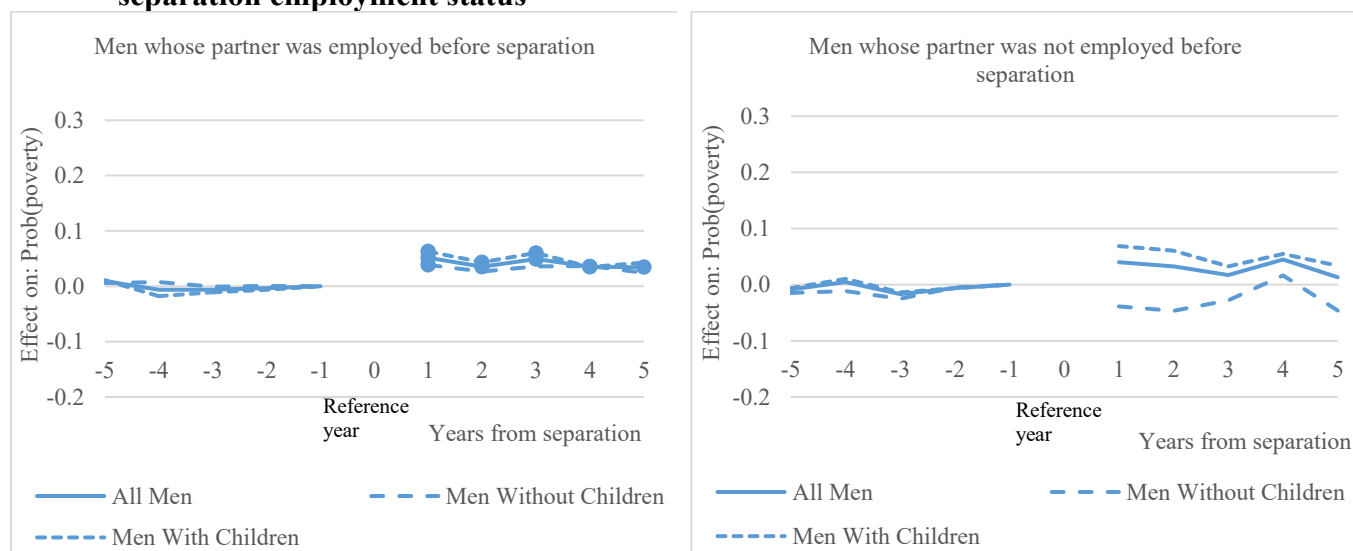 separation employment status
Men whose partner was employed before separation
Effect on: Prob(poverty)
0.3
0.2
0.1
0.0
-0.1
-0.2
-5 -4 -3 -2 -1 0 1 2 3 4 5
Reference
year
Years from separation
All Men
Men Without Children
Men With Children
Men whose partner was not employed before
separation
Effect on: Prob(poverty)
0.3
0.2
0.1
0.0
-0.1
-0.2
-5 -4 -3 -2 -1 0 1 2 3 4 5
Reference
year
Years from separation
All Men
Men Without Children
Men With Children